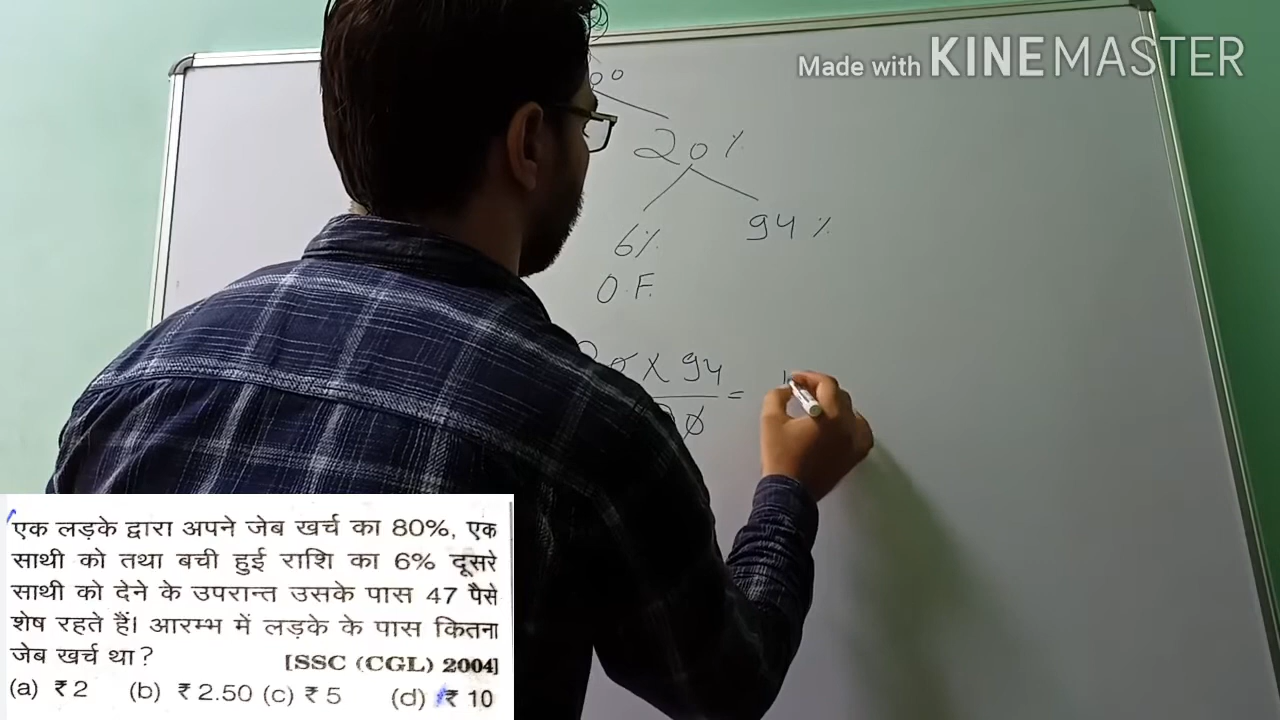 Made with KINEMASTER
20%
6% 94%
O.F.
x 94
=
एक लड़के द्वारा अपने जेब खर्च का 80%, एक
साथी को तथा बची हुई राशि का 6% दूसरे
साथी को देने के उपरान्त उसके पास 47 पैसे
शेष रहते हैं। आरम्भ में लड़के के पास कितना
जेब खर्च था?
[SSC (CGL) 2004]
(a) ₹ 2 (b) ₹ 2.50 (c) ₹ 5 (d) ₹ 10